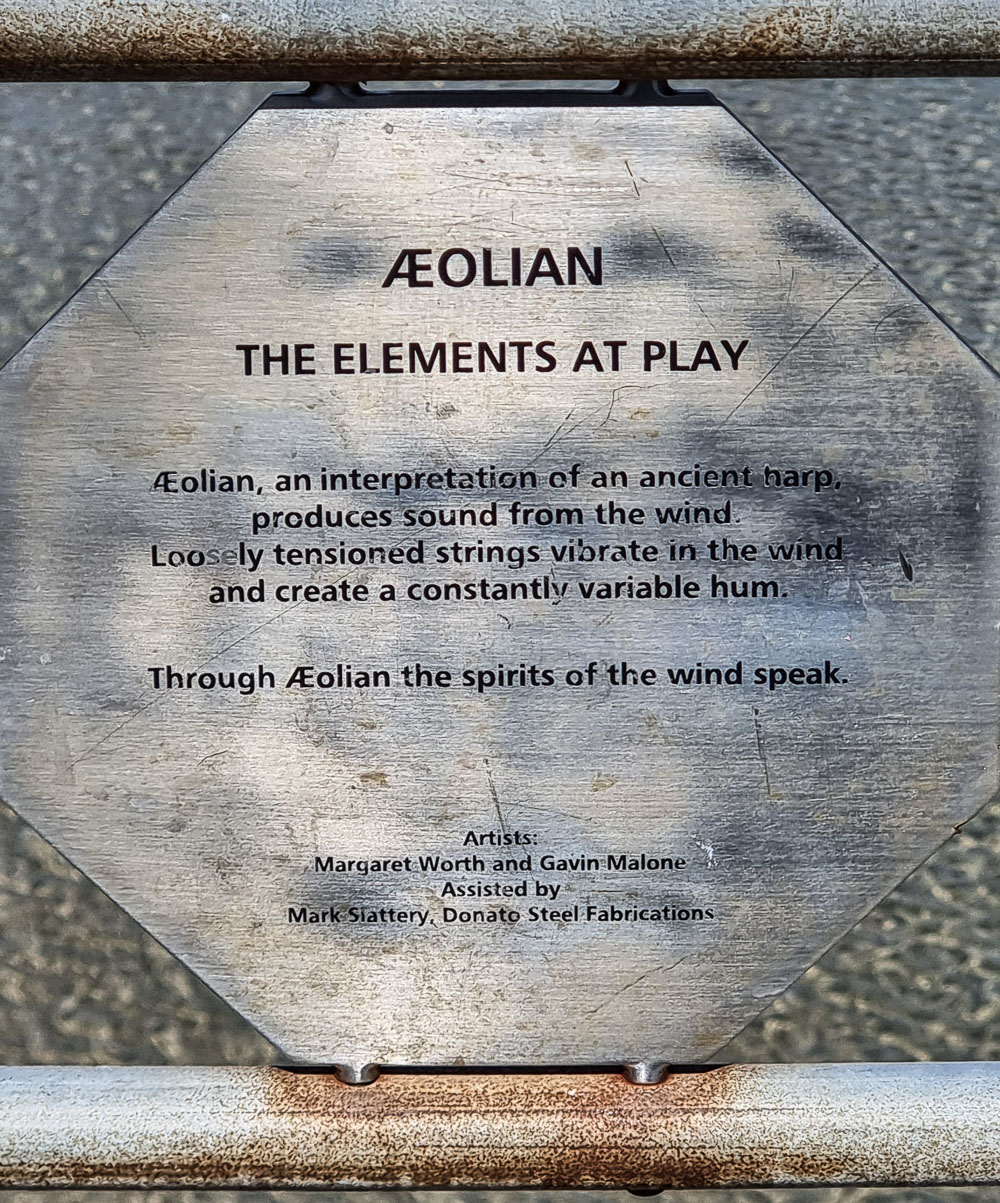 ÆOLIAN
THE ELEMENTS AT PLAY
Æolian, an interpretation of an ancient harp,
produces sound from the wind.
Loosely tensioned strings vibrate in the wind
and create a constantly variable hum.
Through Æolian the spirits of the wind speak.
Artists:
Margaret Worth and Gavin Malone
Assisted by
Mark Slattery, Donato Steel Fabrications